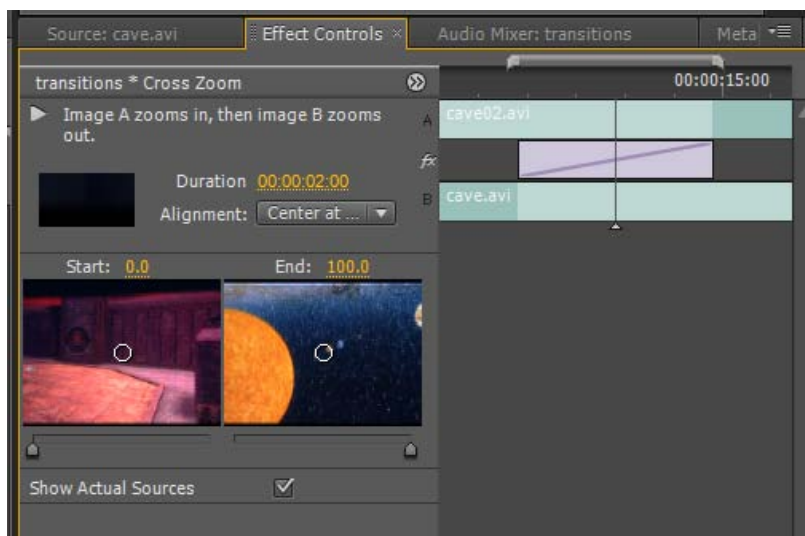 Source: cave.avi Effect Controls × Audio Mixer: transitions Meta
transitions * Cross Zoom
00:00:15:00
Image A zooms in, then image B zooms
out.
A cave02.avi
fx
Duration 00:00:02:00
Alignment: Center at ...
B cave.avi
Start: 0.0 End: 100.0
Show Actual Sources